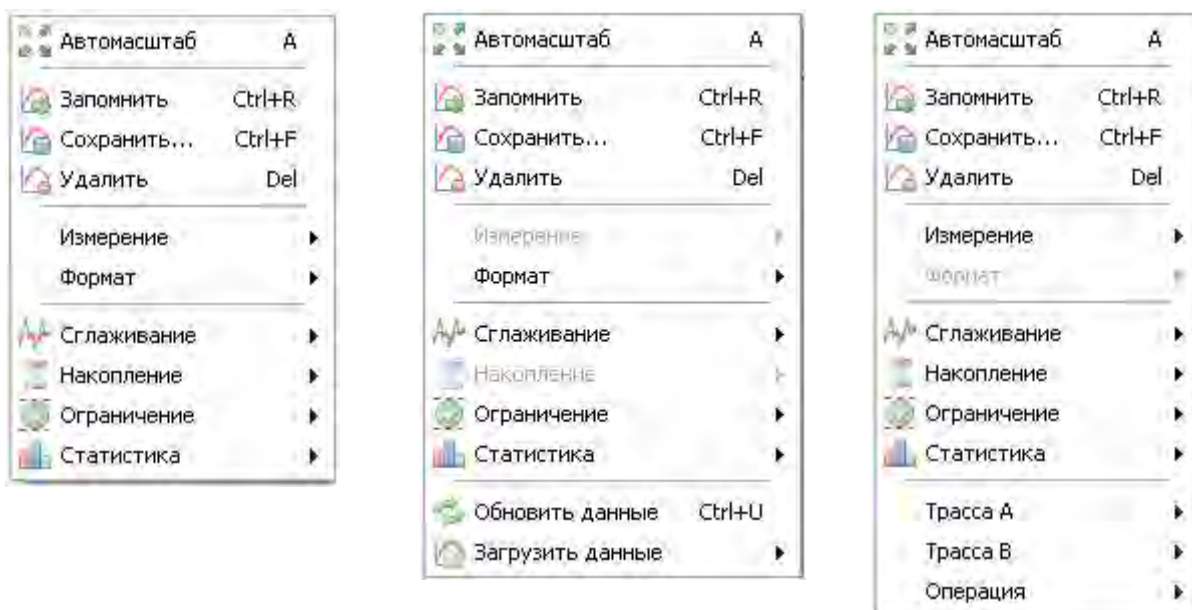 Автомасштаб A
Запомнить Ctrl+R
Сохранить... Ctrl+F
Удалить Del
Измерение
Формат
Сглаживание
Накопление
Ограничение
Статистика
Автомасштаб A
Запомнить Ctrl+R
Сохранить... Ctrl+F
Удалить Del
Измерение
Формат
Сглаживание
Накопление
Ограничение
Статистика
Обновить данные Ctrl+U
Загрузить данные
Автомасштаб A
Запомнить Ctrl+R
Сохранить... Ctrl+F
Удалить Del
Измерение
Формат
Сглаживание
Накопление
Ограничение
Статистика
Трасса A
Трасса B
Операция